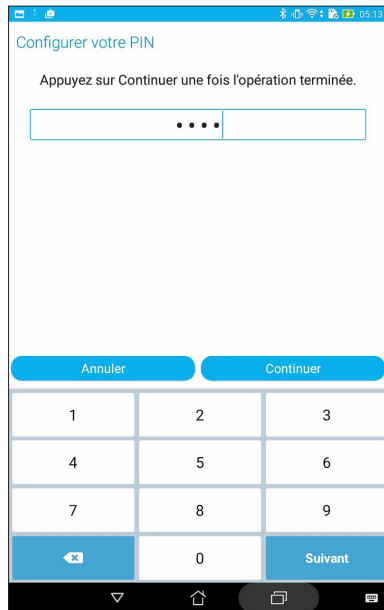 05:13
Configurer votre PIN
Appuyez sur Continuer une fois l'opération terminée.
Annuler Continuer
1 2 3
4 5 6
7 8 9
0 Suivant